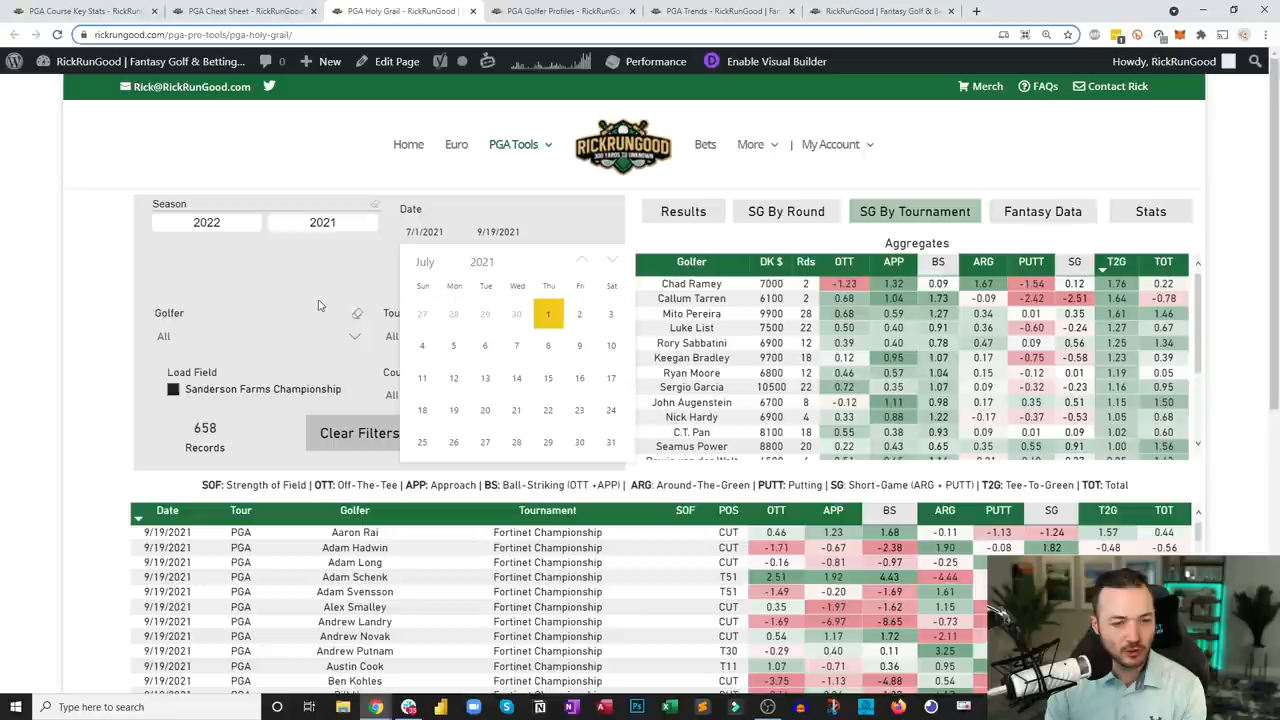 PGA Course Key Stats - RickRunG
PGA Cheat Sheet - RickRunGood
PGA Holy Grail - RickRunGood |
PGA Golfer Profiles - RickRunGo
PGA Trends - RickRunGood | Fan
RickRunGood | Fantasy Golf & Be
rickrungood.com/pga-pro-tools/pga-holy-grail/
RickRunGood | Fantasy Golf & Betting... 0 New Edit Page Performance Enable Visual Builder Howdy, RickRunGood
Rick@RickRunGood.com Merch FAQs Contact Rick
Home Euro PGA Tools RICKRUNGOOD 300 YARDS TO UNKNOWN Bets More | My Account
Season
2022 2021
Date
7/1/2021 9/19/2021
July 2021
Sun Mon Tue Wed Thu Fri Sat
27 28 29 30 1 2 3
4 5 6 7 8 9 10
11 12 13 14 15 16 17
18 19 20 21 22 23 24
25 26 27 28 29 30 31
Golfer
All
Tou
All
Load Field
Sanderson Farms Championship
Cou
All
658
Records
Clear Filters
Results SG By Round SG By Tournament Fantasy Data Stats
Aggregates
Golfer DK $ Rds OTT APP BS ARG PUTT SG T2G TOT
Chad Ramey 7000 2 -1.23 1.32 0.09 1.67 -1.54 0.12 1.76 0.22
Callum Tarren 6100 2 0.68 1.04 1.73 -0.09 -2.42 -2.51 1.64 -0.78
Mito Pereira 9900 28 0.68 0.59 1.27 0.34 0.01 0.35 1.61 1.46
Luke List 7500 22 0.50 0.40 0.91 0.36 -0.60 -0.24 1.27 0.67
Rory Sabbatini 6900 12 0.39 0.40 0.78 0.47 0.09 0.56 1.25 1.34
Keegan Bradley 9700 18 0.12 0.95 1.07 0.17 -0.75 -0.58 1.23 0.39
Ryan Moore 6800 12 0.46 0.57 1.04 0.15 -0.12 0.01 1.19 0.05
Sergio Garcia 10500 22 0.72 0.35 1.07 0.09 -0.32 -0.23 1.16 0.95
John Augenstein 6700 8 -0.12 1.11 0.98 0.17 0.35 0.51 1.15 1.50
Nick Hardy 6900 4 0.33 0.88 1.22 -0.17 -0.37 -0.53 1.05 0.68
C.T. Pan 8100 18 0.55 0.38 0.93 0.09 0.01 0.09 1.02 1.03
Seamus Power 8800 20 0.22 0.43 0.65 0.35 0.55 0.91 1.00 1.56
SOF: Strength of Field | OTT: Off-The-Tee | APP: Approach | BS: Ball-Striking (OTT +APP) | ARG: Around-The-Green | PUTT: Putting | SG: Short-Game (ARG + PUTT) | T2G: Tee-To-Green | TOT: Total
Date Tour Golfer Tournament SOF POS OTT APP BS ARG PUTT SG T2G TOT
9/19/2021 PGA Aaron Rai Fortinet Championship CUT 0.46 1.23 1.68 -0.11 -1.13 -1.24 1.57 0.44
9/19/2021 PGA Adam Hadwin Fortinet Championship CUT -1.71 -0.67 -2.38 1.90 -0.08 1.82 -0.48 -0.56
9/19/2021 PGA Adam Long Fortinet Championship CUT -0.16 -0.81 -0.97 -0.25
9/19/2021 PGA Adam Schenk Fortinet Championship T51 2.51 1.92 4.43 -4.44
9/19/2021 PGA Adam Svensson Fortinet Championship T51 -1.49 -0.20 -1.69 1.61
9/19/2021 PGA Alex Smalley Fortinet Championship CUT 0.35 -1.97 -1.62 1.15
9/19/2021 PGA Andrew Landry Fortinet Championship CUT -1.69 -6.97 -8.65 -0.73
9/19/2021 PGA Andrew Novak Fortinet Championship CUT 0.54 1.17 1.72 -2.11
9/19/2021 PGA Andrew Putnam Fortinet Championship T30 -0.29 0.40 0.11 3.25
9/19/2021 PGA Austin Cook Fortinet Championship T11 1.07 -0.71 0.36 0.95
9/19/2021 PGA Ben Kohles Fortinet Championship CUT -3.75 -1.13 -4.88 0.54
Type here to search